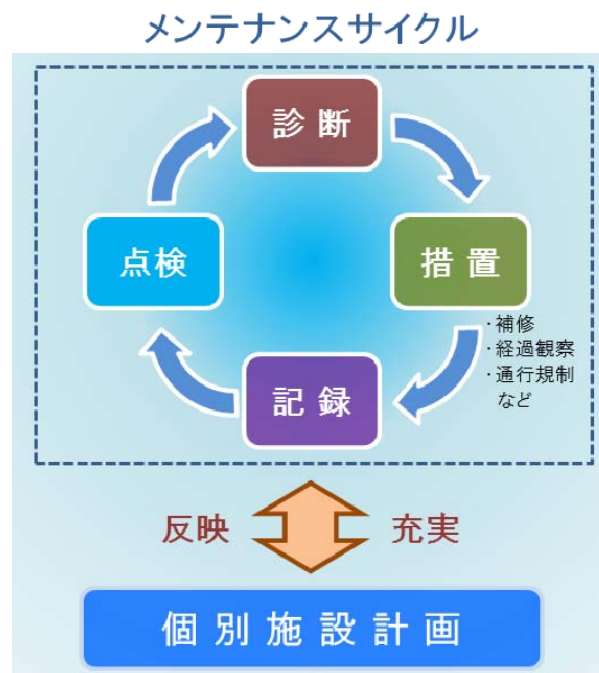 メンテナンスサイクル
診断
点検
措置
・補修
・経過観察
・通行規制
など
記録
反映
充実
個別施設計画